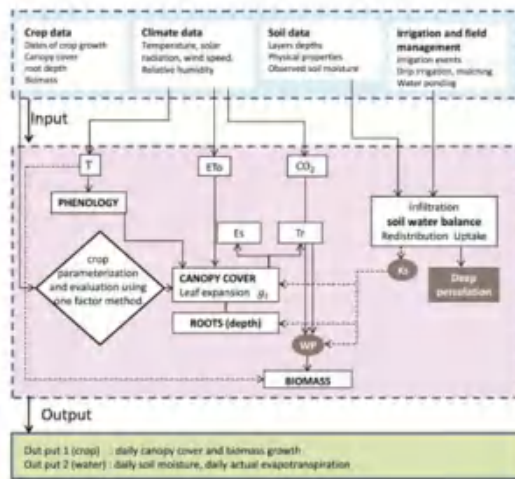 Crop data
Dates of crop growth
Canopy cover
root depth
Biomass
Climate data
Temperature, solar
radiation, wind speed.
Relative humidity
Soil data
Layers depths
Physical properties
Observed soil moisture
Irrigation and field
management
Irrigation events
Drip irrigation, mulching
Water ponding
Input
T
ETo
CO2
PHENOLOGY
Infiltration
soil water balance
Redistribution Uptake
Es
Tr
crop
parameterization
and evaluation using
one factor method
CANOPY COVER
Leaf expansion gs
Ks
Deep
percolation
ROOTS (depth)
WP
BIOMASS
Output
Out put 1 (crop) : daily canopy cover and biomass growth
Out put 2 (water) : daily soil moisture, daily actual evapotranspiration